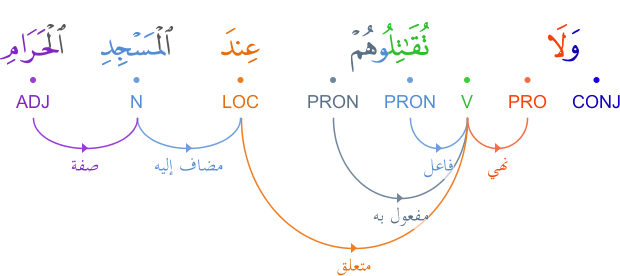 وَلَا تُقَـٰتِلُوهُمْ عِندَ ٱلْمَسْجِدِ ٱلْحَرَامِ
CONJ PRO V PRON PRON LOC N ADJ
نهي فاعل مضاف إليه صفة
مفعول به
متعلق